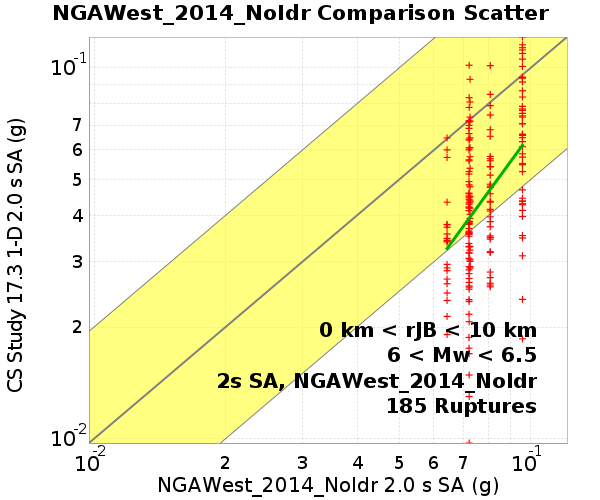 NGAWest_2014_NoIdr Comparison Scatter
CS Study 17.3 1-D 2.0 s SA (g)
10⁻¹
7
6
5
4
3
2
10⁻²
0 km < rJB < 10 km
6 < Mw < 6.5
2s SA, NGAWest_2014_NoIdr
185 Ruptures
10⁻² 2 3 4 5 6 7 10⁻¹
NGAWest_2014_NoIdr 2.0 s SA (g)